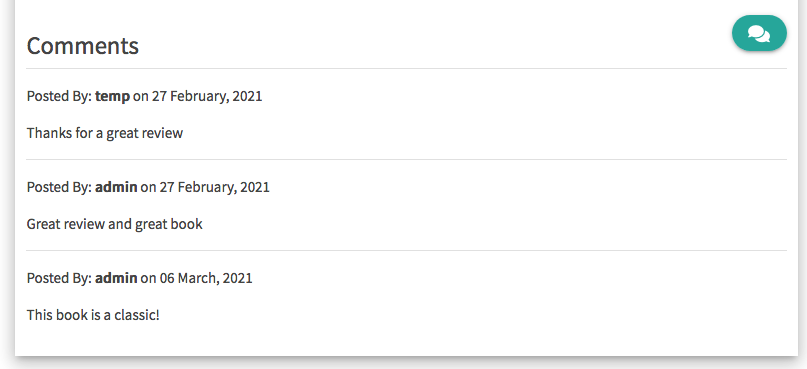 Comments
Posted By: temp on 27 February, 2021
Thanks for a great review
Posted By: admin on 27 February, 2021
Great review and great book
Posted By: admin on 06 March, 2021
This book is a classic!